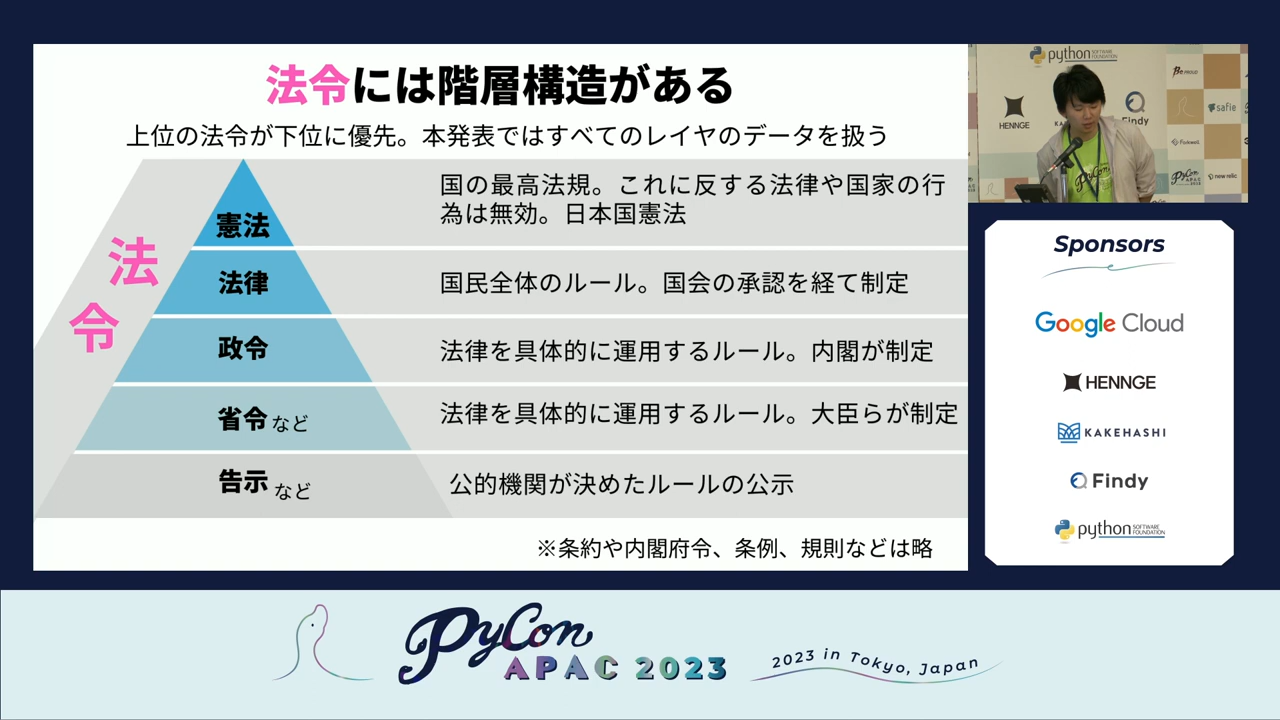 法令には階層構造がある
上位の法令が下位に優先。本発表ではすべてのレイヤのデータを扱う
法
令
憲法
国の最高法規。これに反する法律や国家の行
為は無効。日本国憲法
法律
国民全体のルール。国会の承認を経て制定
政令
法律を具体的に運用するルール。内閣が制定
省令 など
法律を具体的に運用するルール。大臣らが制定
告示 など
公的機関が決めたルールの公示
※条約や内閣府令、条例、規則などは略
python
HENNGE
Findy
safie
new relic
PyCon
Sponsors
Google Cloud
HENNGE
KAKEHASHI
Findy
python SOFTWARE FOUNDATION
PyCon
APAC 2023
2023 in Tokyo, Japan